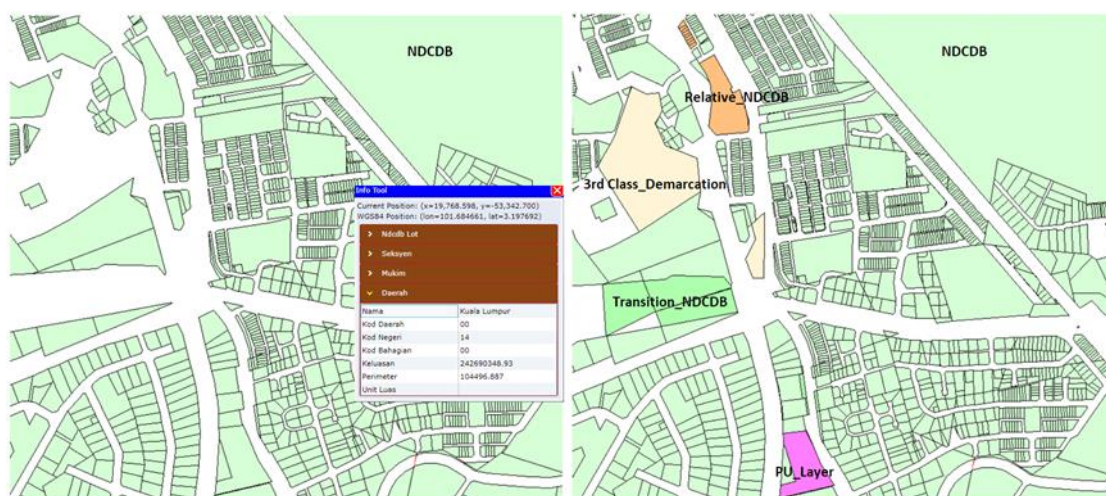 NDCDB
Info Tool
Current Position: (x=19,768.598, y=-53,342.700)
WGS84 Position: (lon=101.684661, lat=3.197692)
Ndcdb Lot
Seksyen
Mukim
Daerah
Nama Kuala Lumpur
Kod Daerah 00
Kod Negeri 14
Kod Bahagian 00
Keluasan 242690348.93
Perimeter 104496.887
Unit Luas
NDCDB
Relative_NDCDB
3rd Class_Demarcation
Transition_NDCDB
PU_Layer